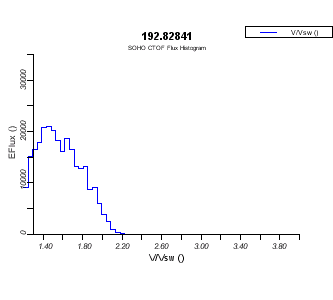 192.82841
V/Vsw ()
SOHO CTOF Flux Histogram
30000
20000
10000
0
EFlux ()
1.40 1.80 2.20 2.60 3.00 3.40 3.80
V/Vsw ()